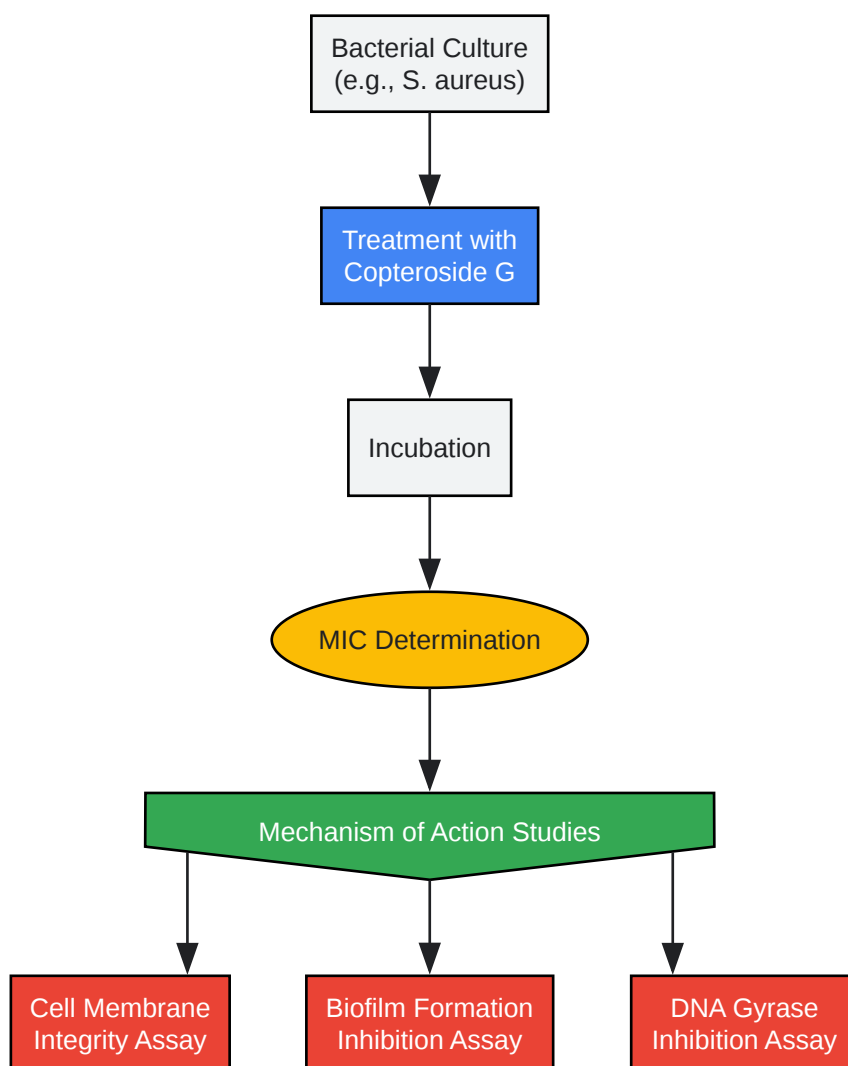 Bacterial Culture
(e.g., S. aureus)
Treatment with
Copteroside G
Incubation
MIC Determination
Mechanism of Action Studies
Cell Membrane
Integrity Assay
Biofilm Formation
Inhibition Assay
DNA Gyrase
Inhibition Assay